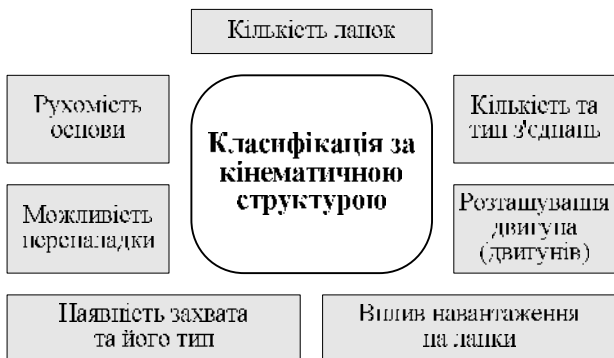 Кількість ланок
Рухомість
основи
Класифікація за
кінематичною
структурою
Кількість та
тип з'єднань
Можливість
переналадки
Розташування
двигуна
(двигунів)
Наявність захвата
та його тип
Вплив навантаження
на ланки